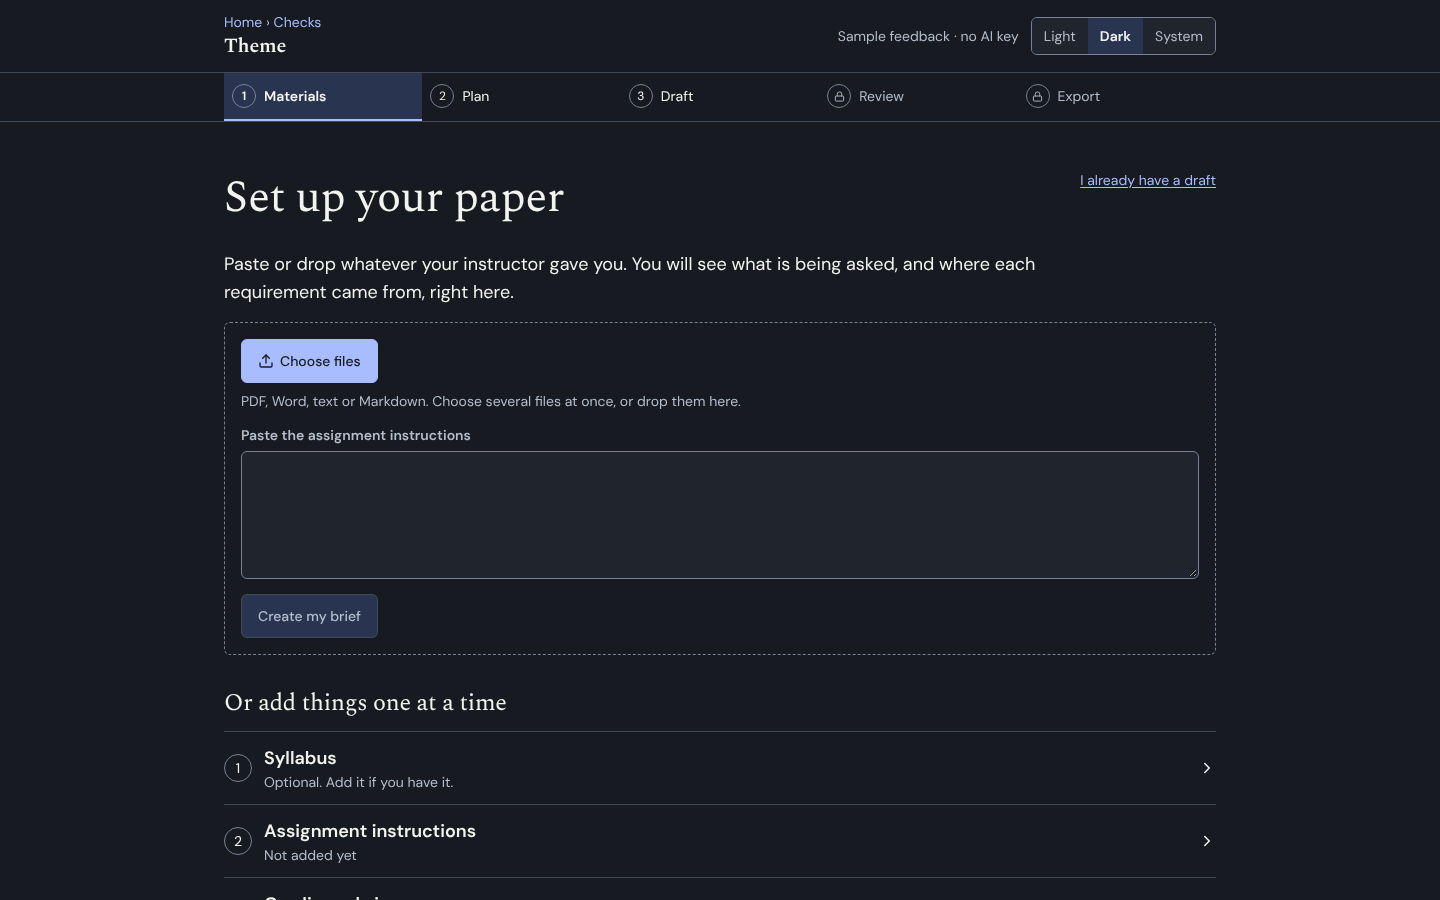 Home › Checks
Theme
Sample feedback · no AI key
Light
Dark
System
1 Materials
2 Plan
3 Draft
Review
Export
Set up your paper
I already have a draft
Paste or drop whatever your instructor gave you. You will see what is being asked, and where each
requirement came from, right here.
Choose files
PDF, Word, text or Markdown. Choose several files at once, or drop them here.
Paste the assignment instructions
Create my brief
Or add things one at a time
1 Syllabus
Optional. Add it if you have it.
2 Assignment instructions
Not added yet